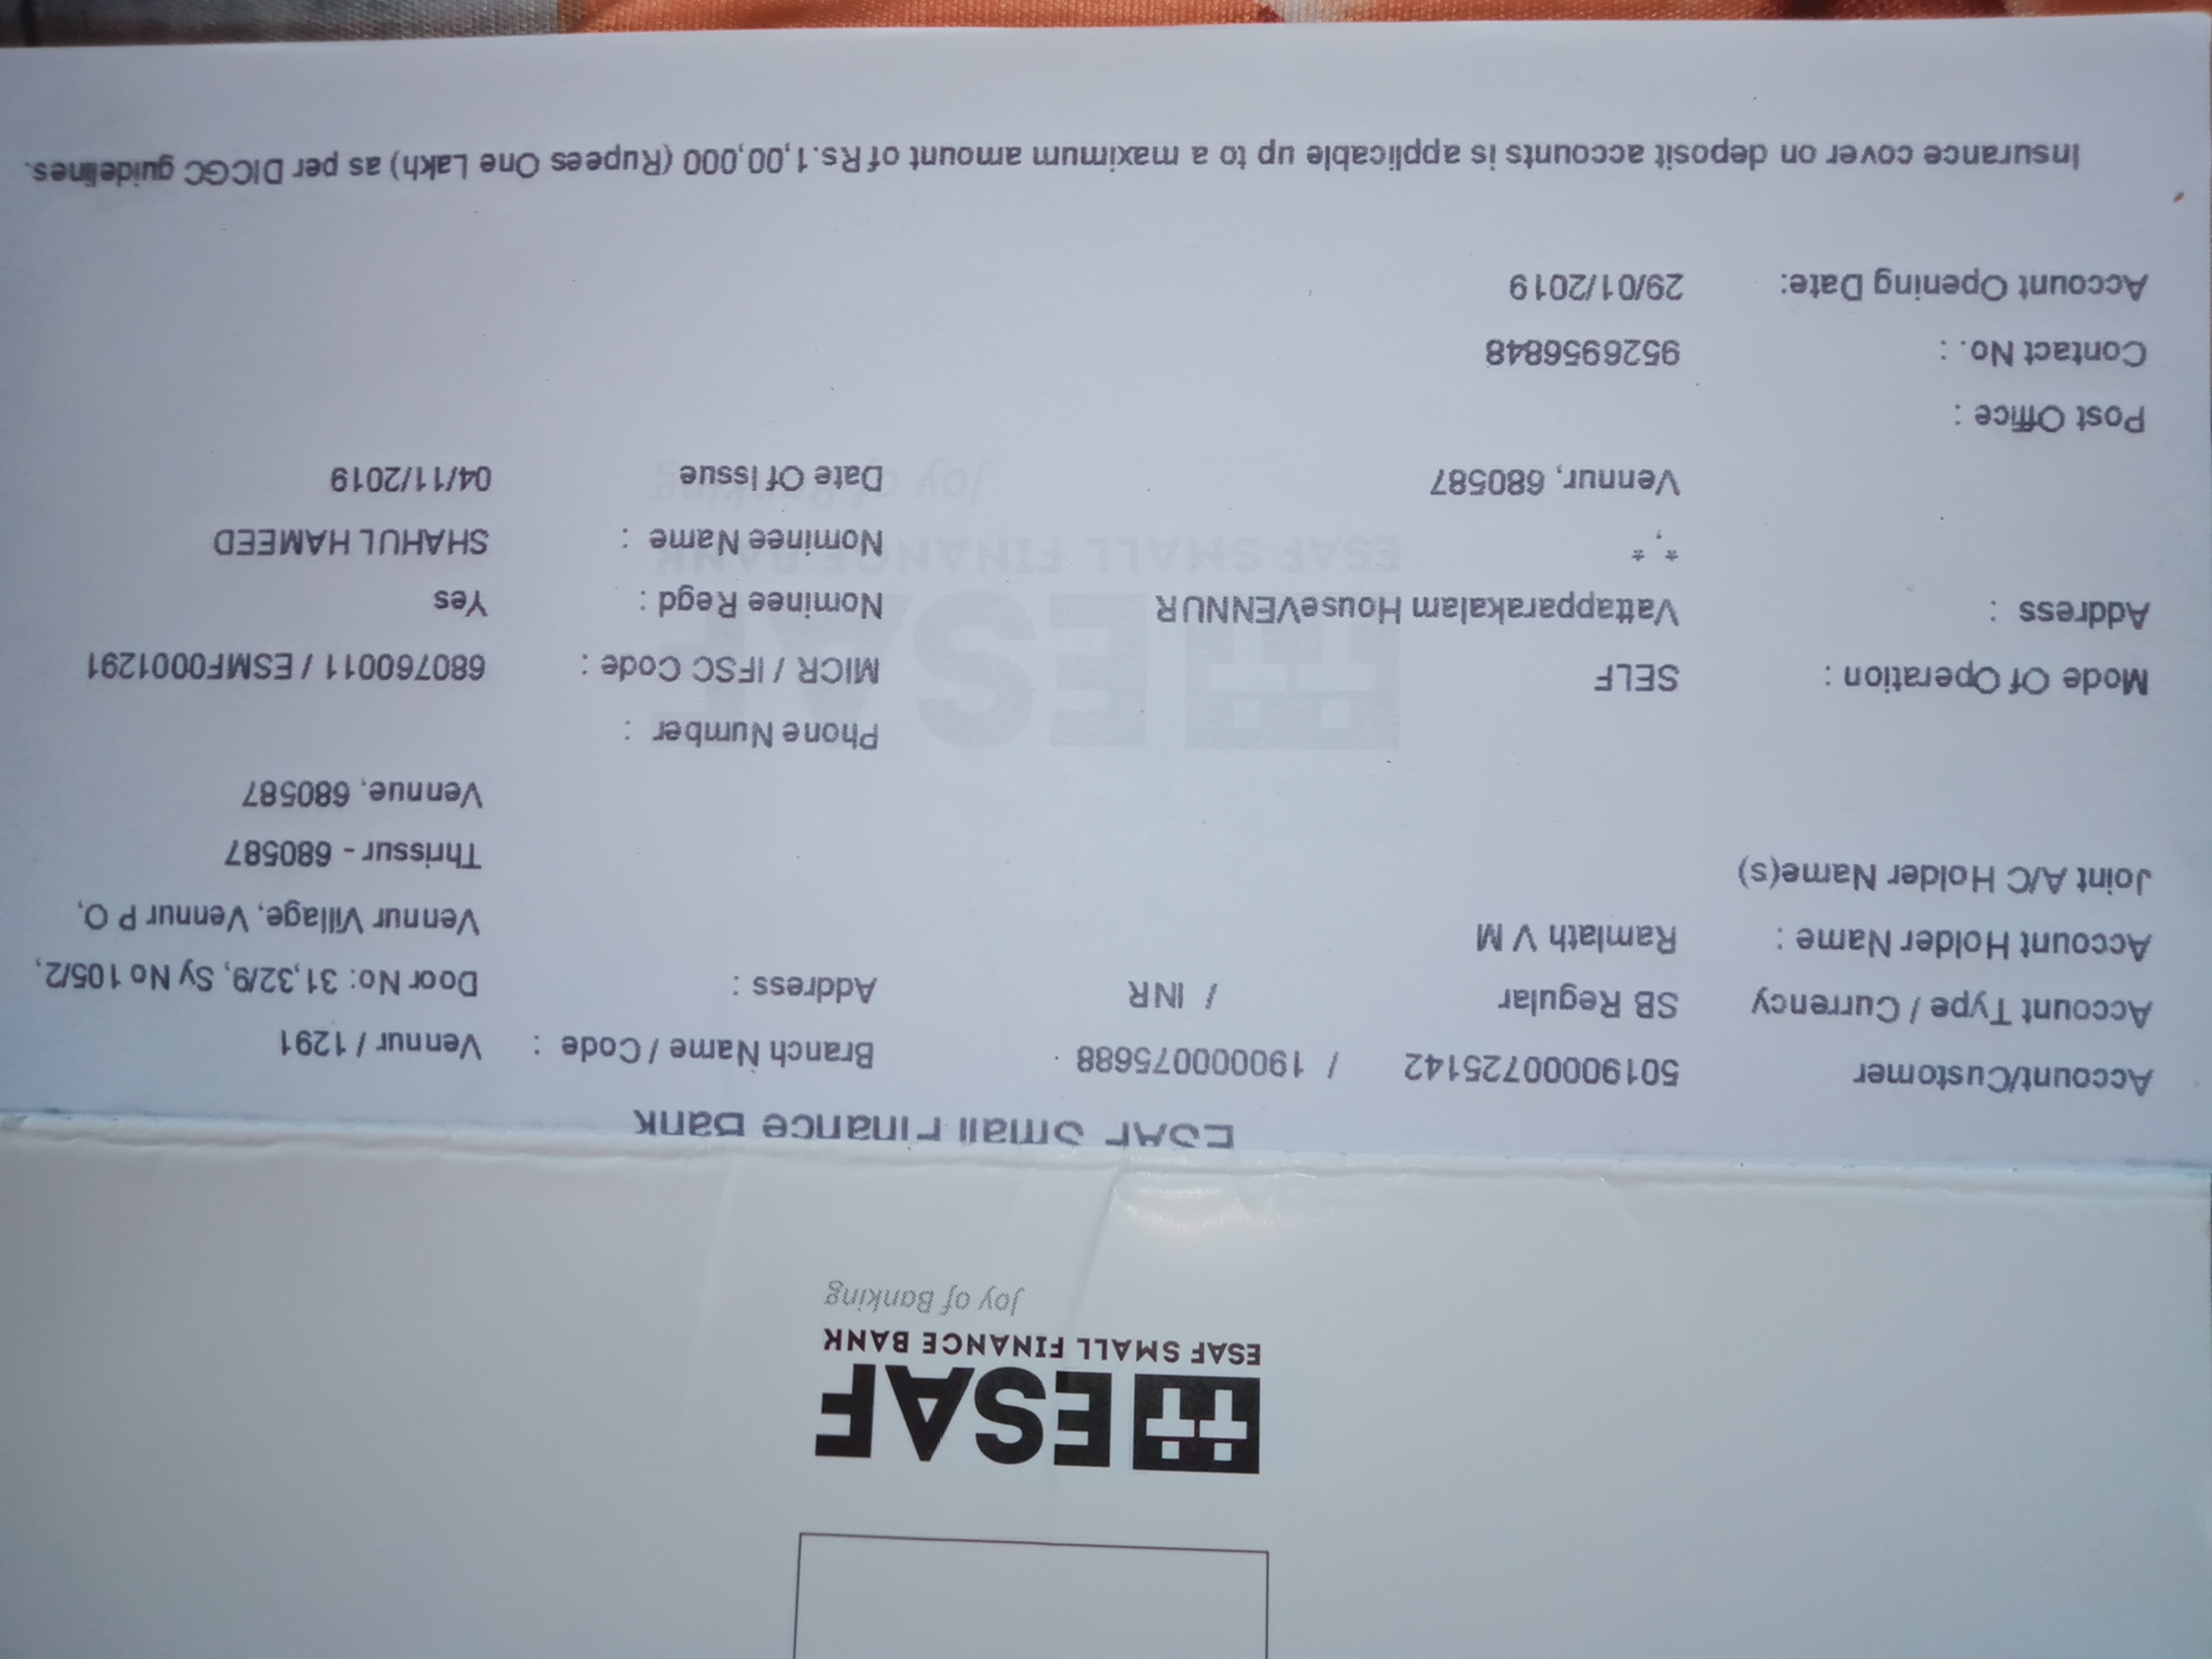 ESAF
ESAF SMALL FINANCE BANK
Joy of Banking
ESAF Small Finance Bank
Account/Customer 50190000725142 / 19000075688
Account Type / Currency SB Regular / INR
Account Holder Name : Ramlath V M
Joint A/C Holder Name(s)
Mode Of Operation : SELF
Address : Vattapparakalam HouseVENNUR
*, *
Vennur, 680587
Post Office :
Contact No. : 9526956848
Account Opening Date: 29/01/2019
Branch Name / Code : Vennur / 1291
Address : Door No: 31,32/9, Sy No 105/2,
Vennur Village, Vennur P O,
Thrissur - 680587
Vennue, 680587
Phone Number :
MICR / IFSC Code : 680760011 / ESMF0001291
Nominee Regd : Yes
Nominee Name : SHAHUL HAMEED
Date Of Issue 04/11/2019
ESAF
ESAF SMALL FINANCE BANK
Joy of Banking
Insurance cover on deposit accounts is applicable up to a maximum amount of Rs.1,00,000 (Rupees One Lakh) as per DICGC guidelines.